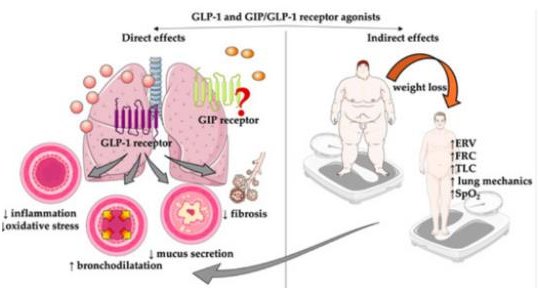 GLP-1 and GIP/GLP-1 receptor agonists
Direct effects
Indirect effects
?
GIP receptor
GLP-1 receptor
↓ inflammation
↓oxidative stress
↑ bronchodilatation
↓ mucus secretion
↓ fibrosis
weight loss
↑ERV
↑FRC
↑TLC
↑ lung mechanics
↑SpO₂